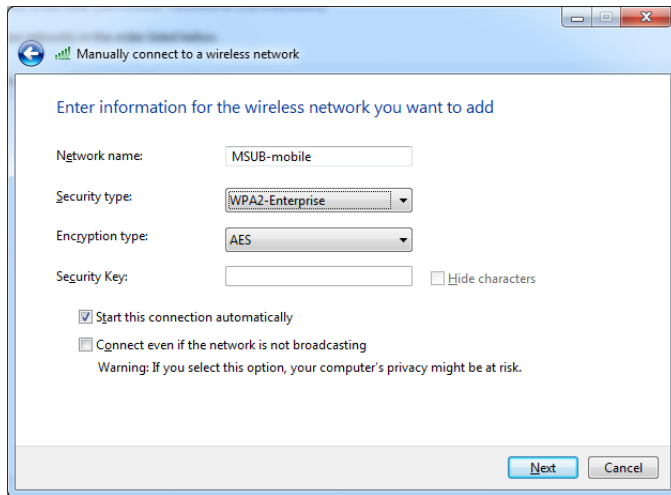 Manually connect to a wireless network
Enter information for the wireless network you want to add
Network name: MSUB-mobile
Security type: WPA2-Enterprise
Encryption type: AES
Security Key: Hide characters
Start this connection automatically
Connect even if the network is not broadcasting
Warning: If you select this option, your computer's privacy might be at risk.
Next Cancel